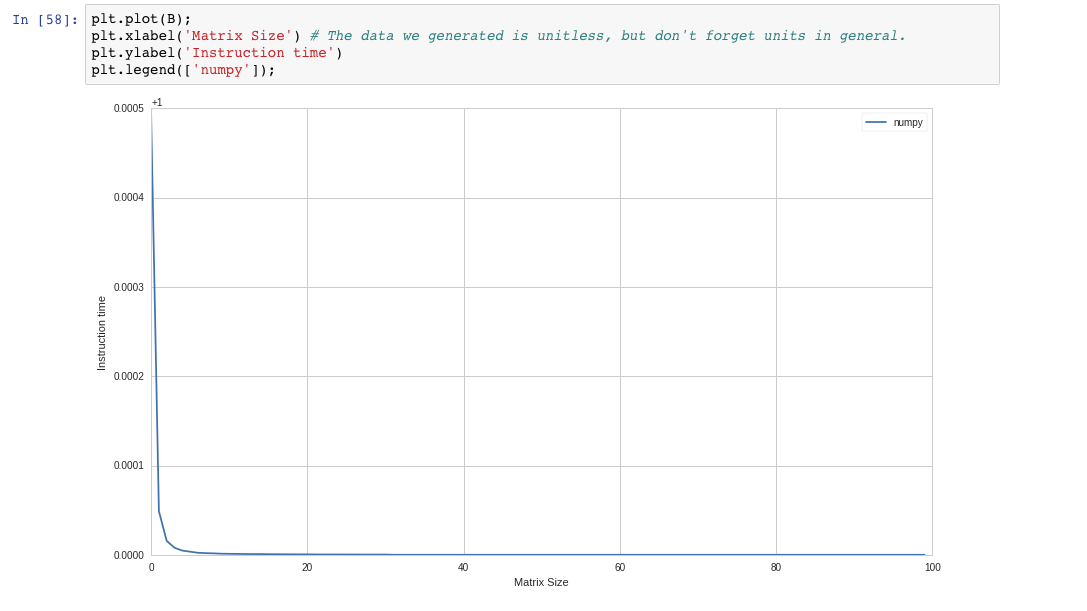 In [58]: plt.plot(B);
plt.xlabel('Matrix Size') # The data we generated is unitless, but don't forget units in general.
plt.ylabel('Instruction time')
plt.legend(['numpy']);
+1
0.0005
0.0004
0.0003
0.0002
0.0001
0.0000
Instruction time
numpy
0 20 40 60 80 100
Matrix Size